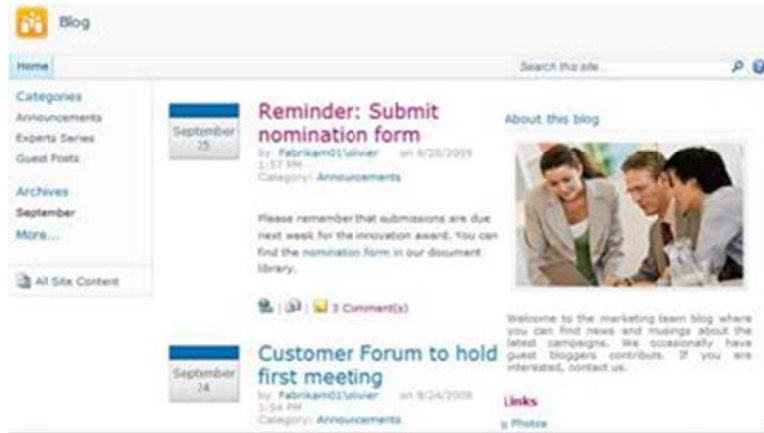 Blog
Home
Search this site...
Categories
Announcements
Experts Series
Guest Posts
Archives
September
More...
All Site Content
September
25
Reminder: Submit
nomination form
by Fabrikam01\olivier on 9/25/2009
1:57 PM
Category: Announcements
Please remember that submissions are due
next week for the innovation award. You can
find the nomination form in our document
library.
| | 3 Comment(s)
September
24
Customer Forum to hold
first meeting
by Fabrikam01\olivier on 9/24/2009
1:54 PM
Category: Announcements
About this blog
Welcome to the marketing team blog where
you can find news and musings about the
latest campaigns. We occasionally have
guest bloggers contribute. If you are
interested, contact us.
Links
g Photos